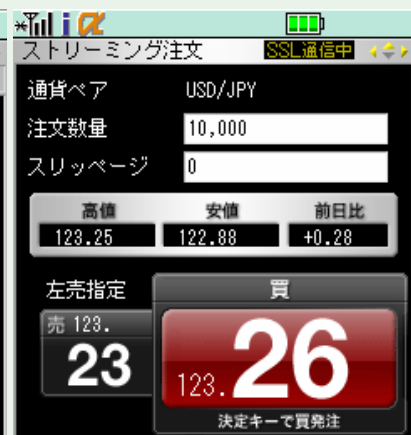 iα
ストリーミング注文 SSL通信中
通貨ペア USD/JPY
注文数量 10,000
スリッページ 0
高値 安値 前日比
123.25 122.88 +0.28
左売指定 買
売 123.23
123.26
決定キーで買発注